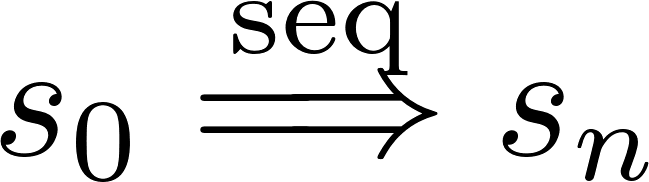 s₀ ⟹ sₙ
seq